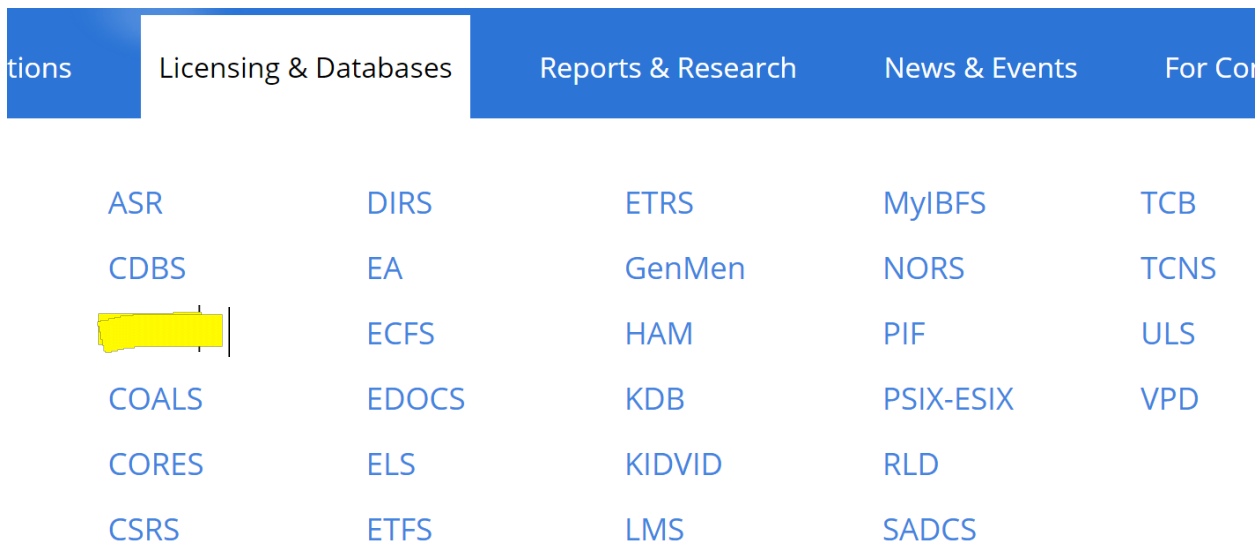 tions Licensing & Databases Reports & Research News & Events For Cor
ASR DIRS ETRS MyIBFS TCB
CDBS EA GenMen NORS TCNS
ECFS HAM PIF ULS
COALS EDOCS KDB PSIX-ESIX VPD
CORES ELS KIDVID RLD
CSRS ETFS LMS SADCS